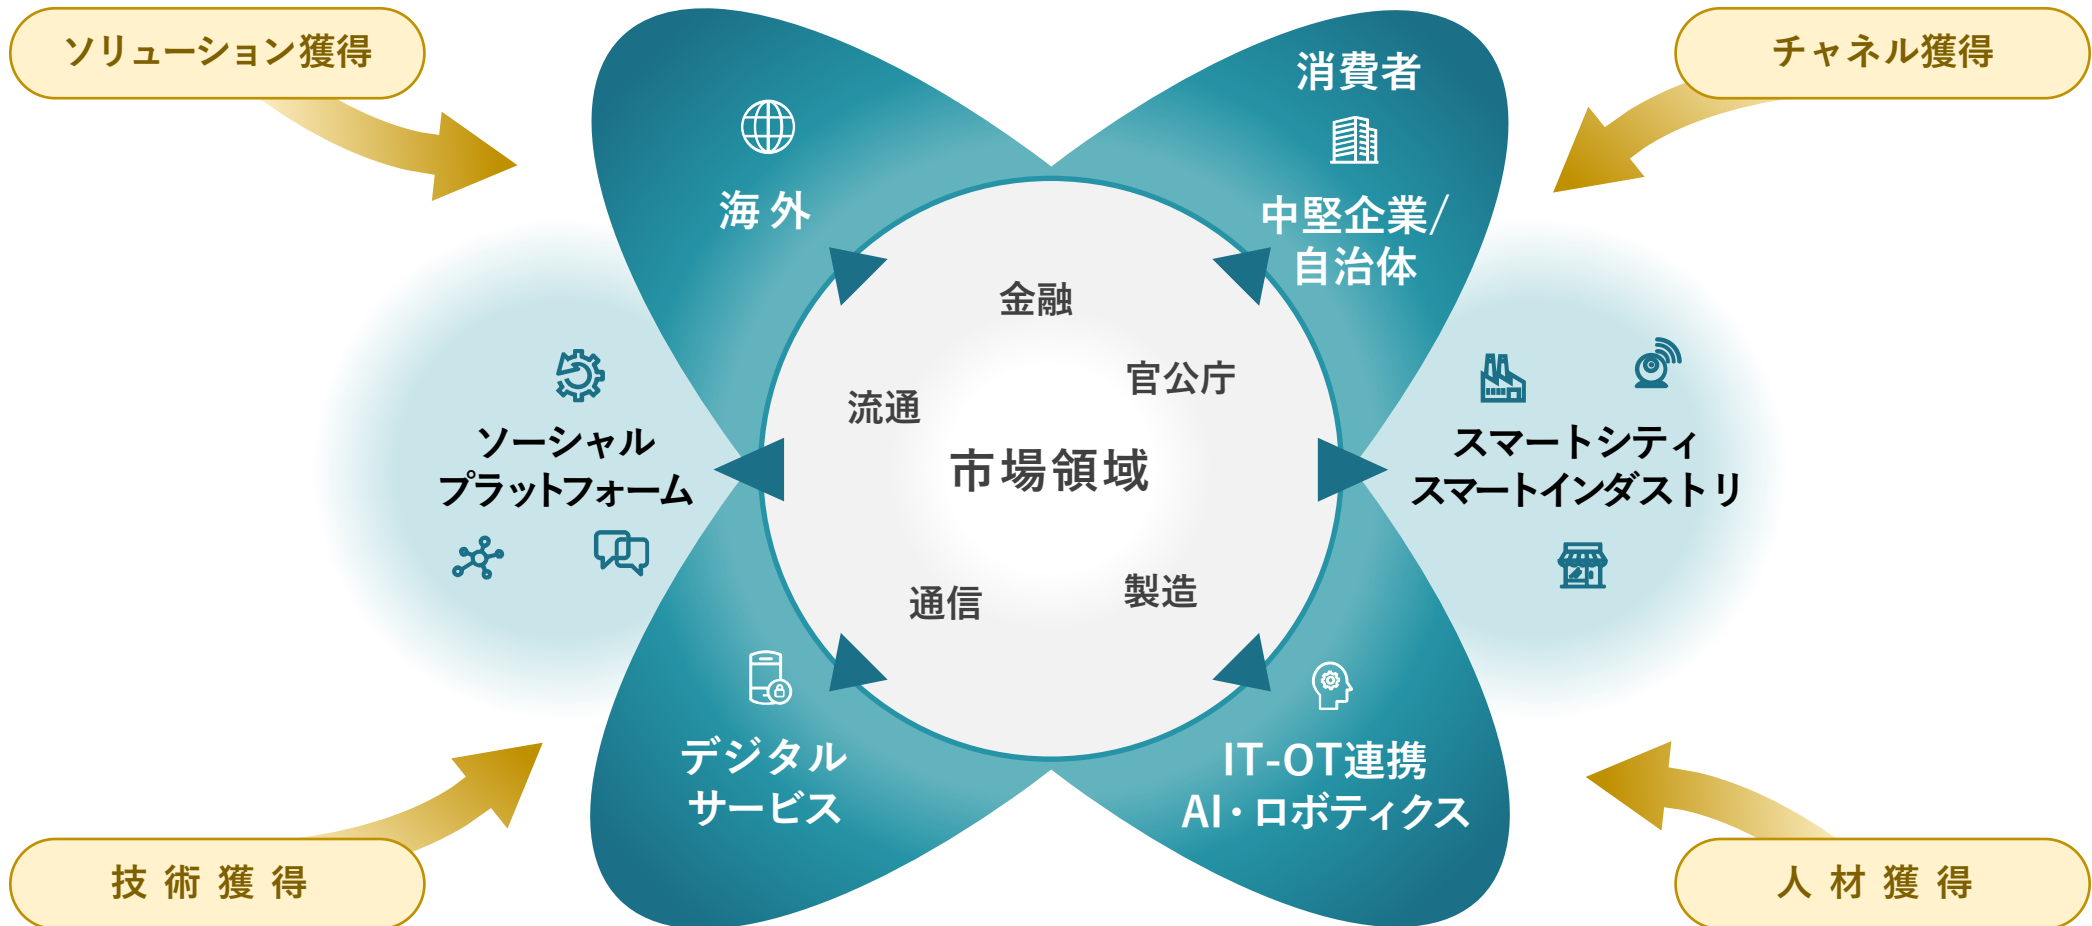 ソリューション獲得
チャネル獲得
消費者
海外
中堅企業/
自治体
金融
官公庁
流通
市場領域
ソーシャル
プラットフォーム
スマートシティ
スマートインダストリ
通信
製造
デジタル
サービス
IT-OT連携
AI・ロボティクス
技術獲得
人材獲得